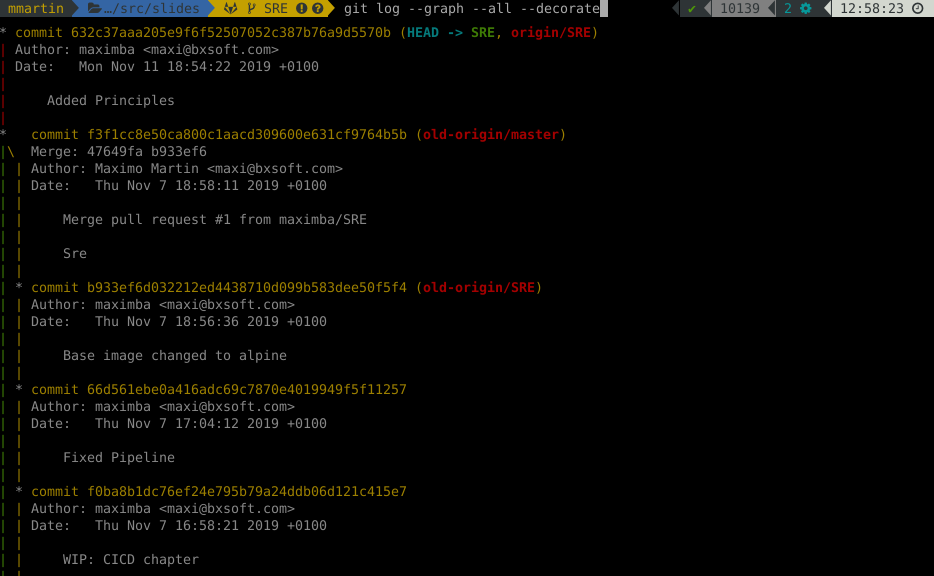 mmartin …/src/slides SRE git log --graph --all --decorate ✔ 10139 2 12:58:23
* commit 632c37aaa205e9f6f52507052c387b76a9d5570b (HEAD -> SRE, origin/SRE)
| Author: maximba <maxi@bxsoft.com>
| Date:   Mon Nov 11 18:54:22 2019 +0100
|
|     Added Principles
|
*   commit f3f1cc8e50ca800c1aacd309600e631cf9764b5b (old-origin/master)
|\  Merge: 47649fa b933ef6
| | Author: Maximo Martin <maxi@bxsoft.com>
| | Date:   Thu Nov 7 18:58:11 2019 +0100
| |
| |     Merge pull request #1 from maximba/SRE
| |
| |     Sre
| |
| * commit b933ef6d032212ed4438710d099b583dee50f5f4 (old-origin/SRE)
| | Author: maximba <maxi@bxsoft.com>
| | Date:   Thu Nov 7 18:56:36 2019 +0100
| |
| |     Base image changed to alpine
| |
| * commit 66d561ebe0a416adc69c7870e4019949f5f11257
| | Author: maximba <maxi@bxsoft.com>
| | Date:   Thu Nov 7 17:04:12 2019 +0100
| |
| |     Fixed Pipeline
| |
| * commit f0ba8b1dc76ef24e795b79a24ddb06d121c415e7
| | Author: maximba <maxi@bxsoft.com>
| | Date:   Thu Nov 7 16:58:21 2019 +0100
| |
| |     WIP: CICD chapter
| |